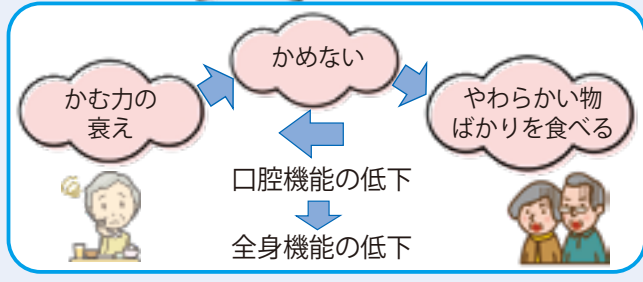 かめない
かむ力の
衰え
やわらかい物
ばかりを食べる
口腔機能の低下
全身機能の低下